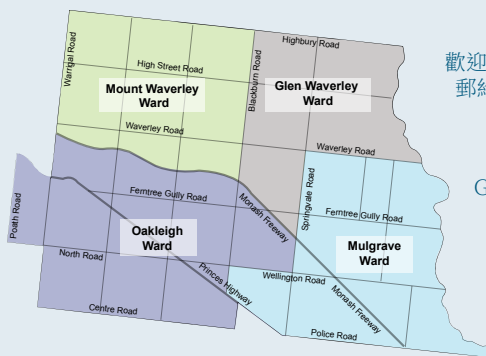 Highbury Road
Warrigal Road
High Street Road
Blackburn Road
Mount Waverley
Ward
Glen Waverley
Ward
Waverley Road
Waverley Road
Poath Road
Ferntree Gully Road
Springvale Road
Monash Freeway
Ferntree Gully Road
Oakleigh
Ward
Mulgrave
Ward
North Road
Princes Highway
Wellington Road
Monash Freeway
Centre Road
Police Road
歡迎
G